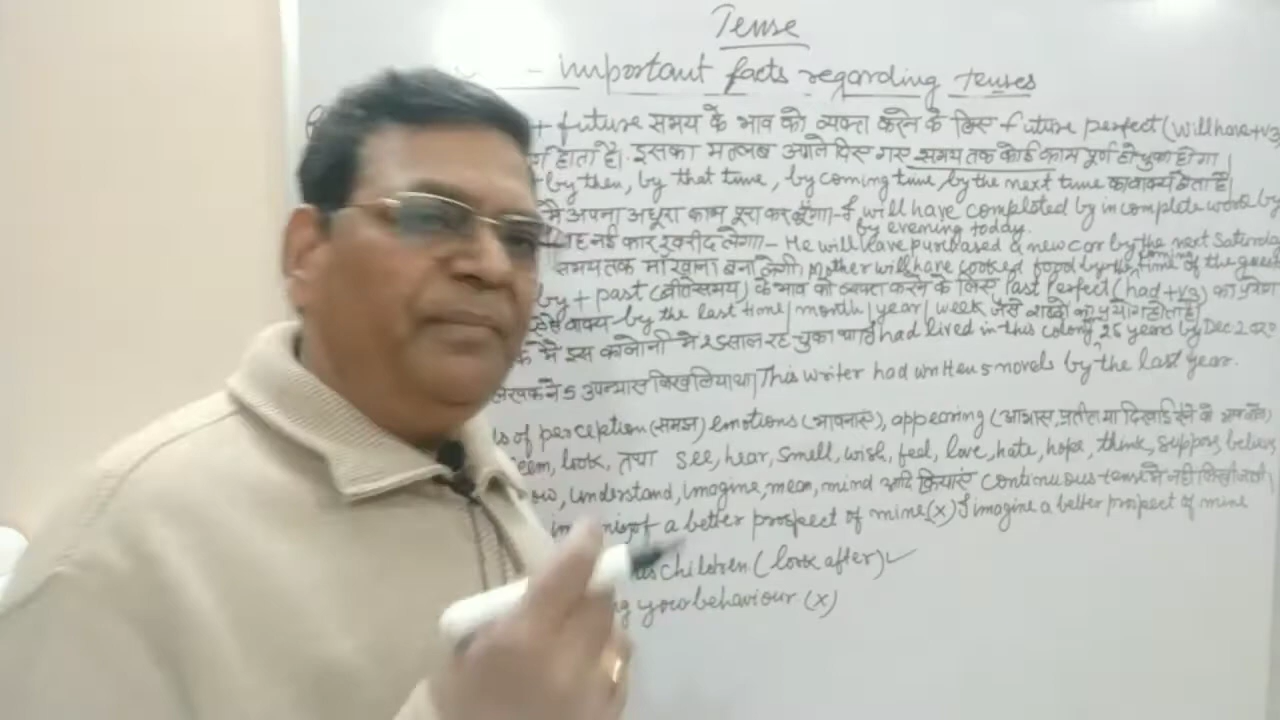 Tense
- important facts regarding tenses
+ future समय के भाव को व्यक्त करने के लिए future perfect (will have+v3
होता है। इसका मतलब आगे दिए गए समय तक कोई काम पूर्ण हो चुका होगा।
by then, by that time, by coming time, by the next time का वाक्य होता है।
मैं अपना अधूरा काम पूरा कर लूंगा- I will have completed by incomplete work by
by evening today.
नई कार खरीद लेगा- He will have purchased a new car by the next Saturday
coming
समय तक माँ खाना बना लेगी। Mother will have cooked food by the time of the
by + past (बीते समय) के भाव को व्यक्त करने के लिए Past Perfect (had+v3) का प्रयोग
वाक्य- by the last time/month/year/week जैसे शब्दों का प्रयोग होता है।
मैं इस कालोनी में 25 साल रह चुका था। I had lived in this colony 25 years by Dec 20
लेखक ने 5 उपन्यास लिख लिया था। This writer had written 5 novels by the last year.
of perception (समझ) emotions (भावनाएं), appearing (आभास, प्रतीत या दिखाई देने के
look, तथा see, hear, smell, wish, feel, love, hate, hope, think, suppose, believe,
understand, imagine, mean, mind आदि क्रियाएं continuous tense में नहीं
of a better prospect of mine (x) I imagine a better prospect of mine
children (look after) ✓
your behaviour (x)